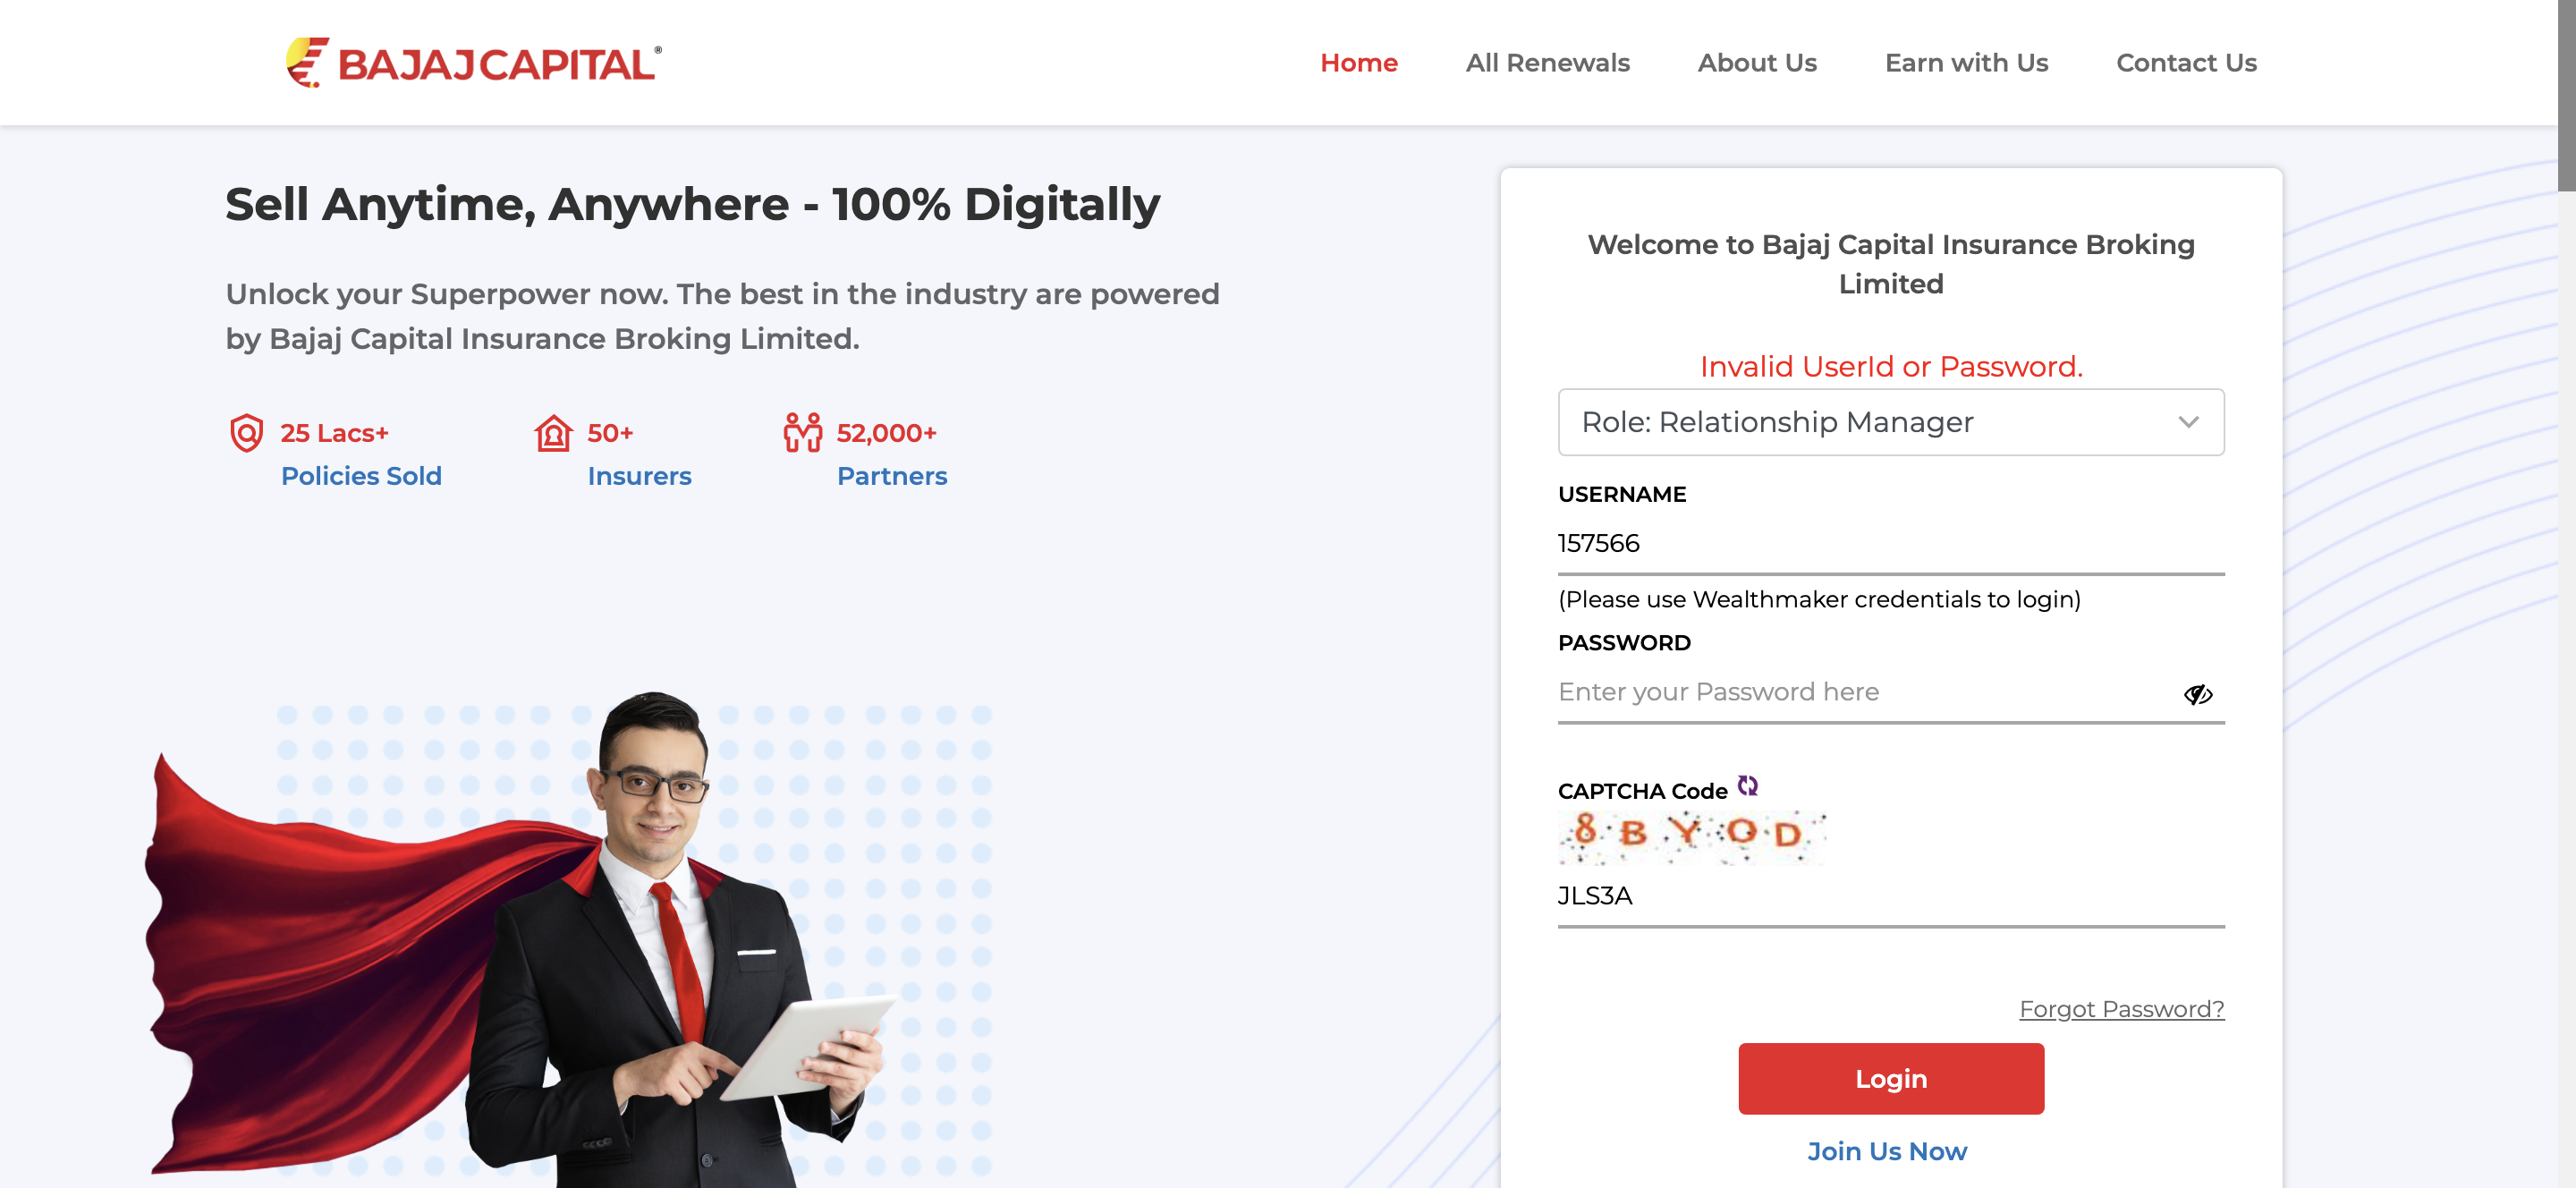 BAJAJ CAPITAL®
Home All Renewals About Us Earn with Us Contact Us
Sell Anytime, Anywhere - 100% Digitally
Unlock your Superpower now. The best in the industry are powered
by Bajaj Capital Insurance Broking Limited.
25 Lacs+ 50+ 52,000+
Policies Sold Insurers Partners
Welcome to Bajaj Capital Insurance Broking
Limited
Invalid UserId or Password.
Role: Relationship Manager
USERNAME
157566
(Please use Wealthmaker credentials to login)
PASSWORD
Enter your Password here
CAPTCHA Code
JLS3A
Forgot Password?
Login
Join Us Now